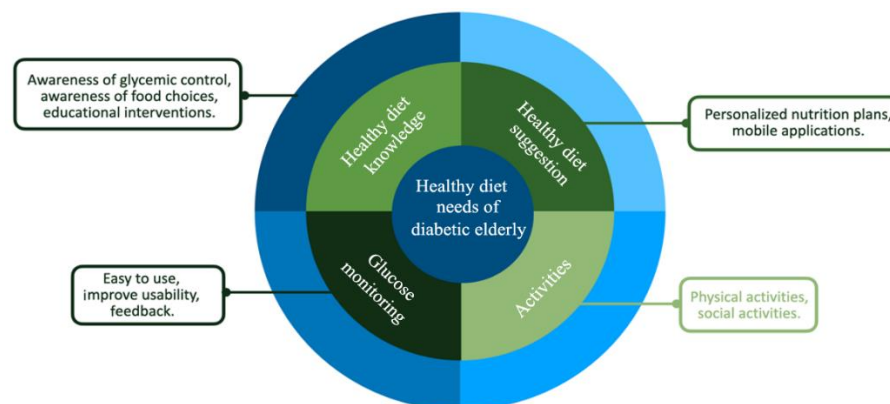 Awareness of glycemic control,
awareness of food choices,
educational interventions.
Healthy diet
knowledge
Healthy diet
suggestion
Personalized nutrition plans,
mobile applications.
Healthy diet
needs of
diabetic elderly
Easy to use,
improve usability,
feedback.
Glucose
monitoring
Activities
Physical activities,
social activities.